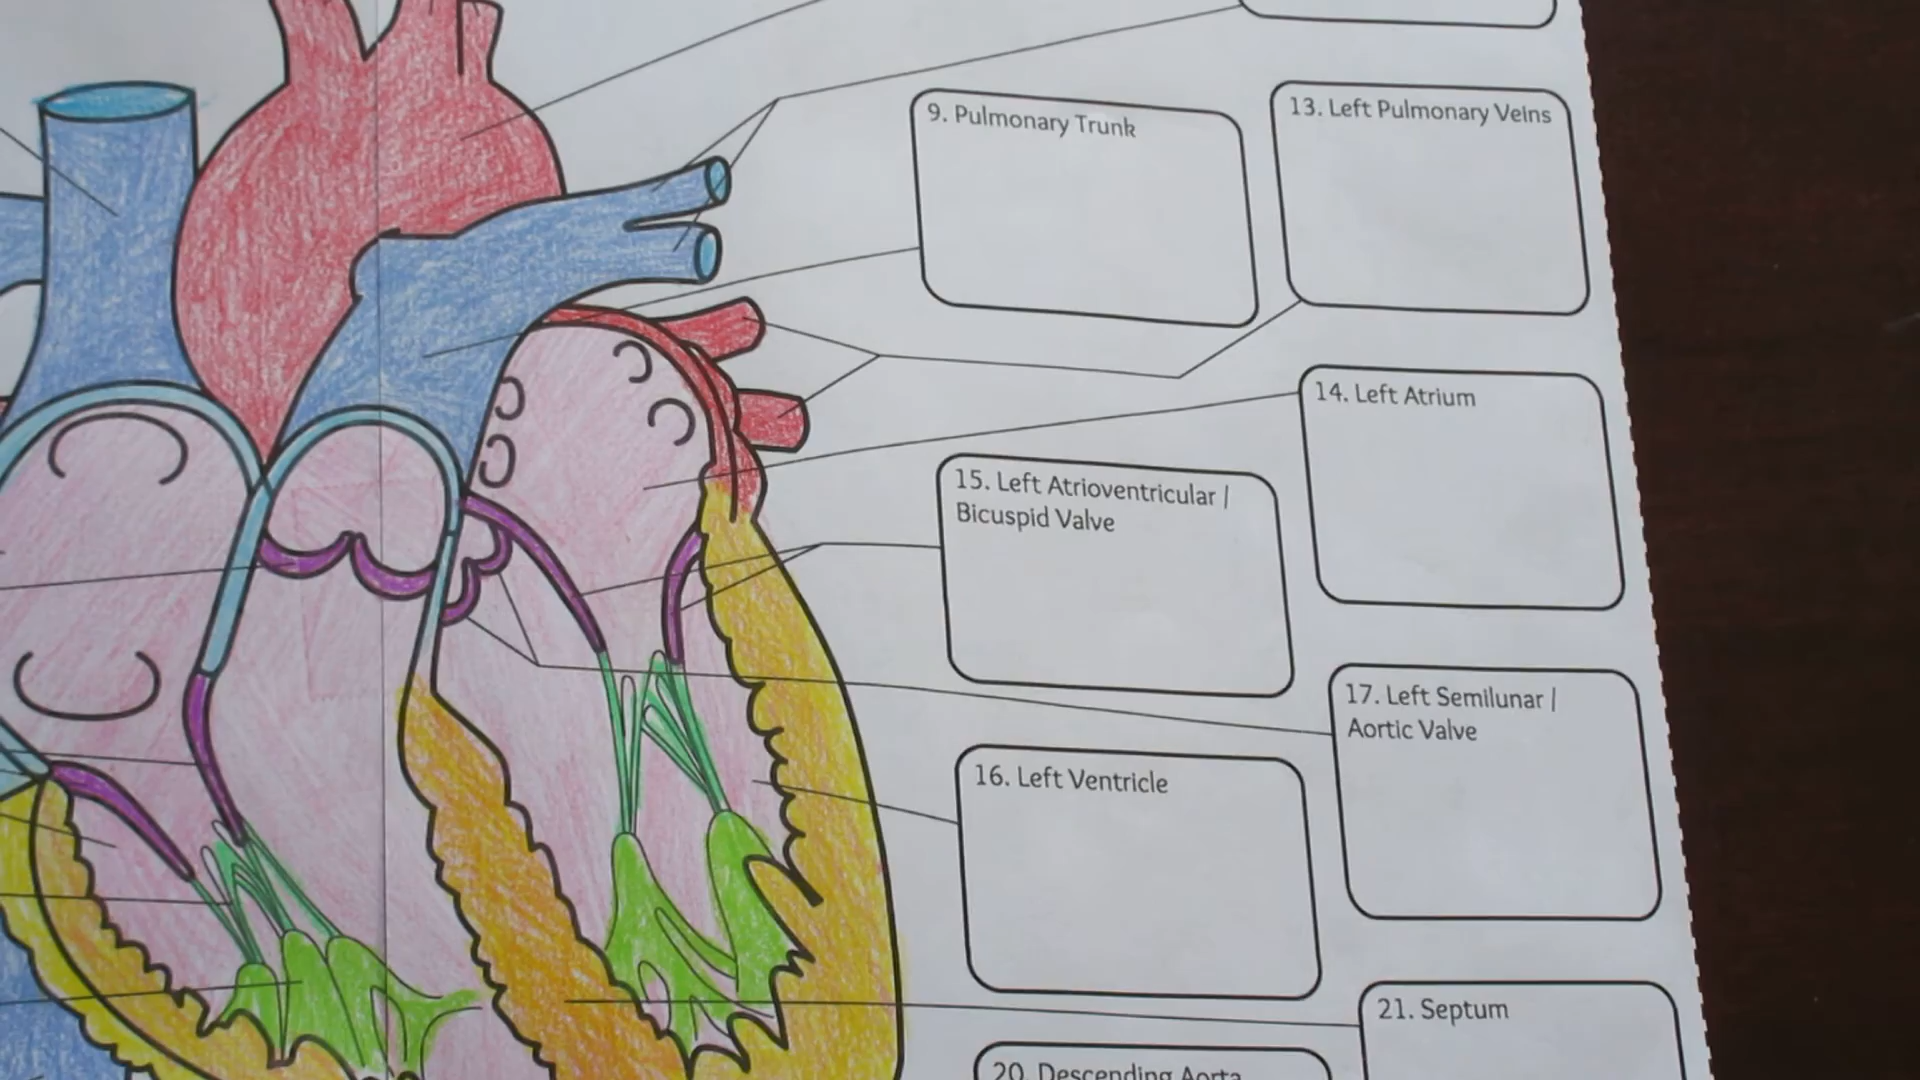 9. Pulmonary Trunk
13. Left Pulmonary Veins
14. Left Atrium
15. Left Atrioventricular /
Bicuspid Valve
17. Left Semilunar /
Aortic Valve
16. Left Ventricle
21. Septum
20. Descending Aorta